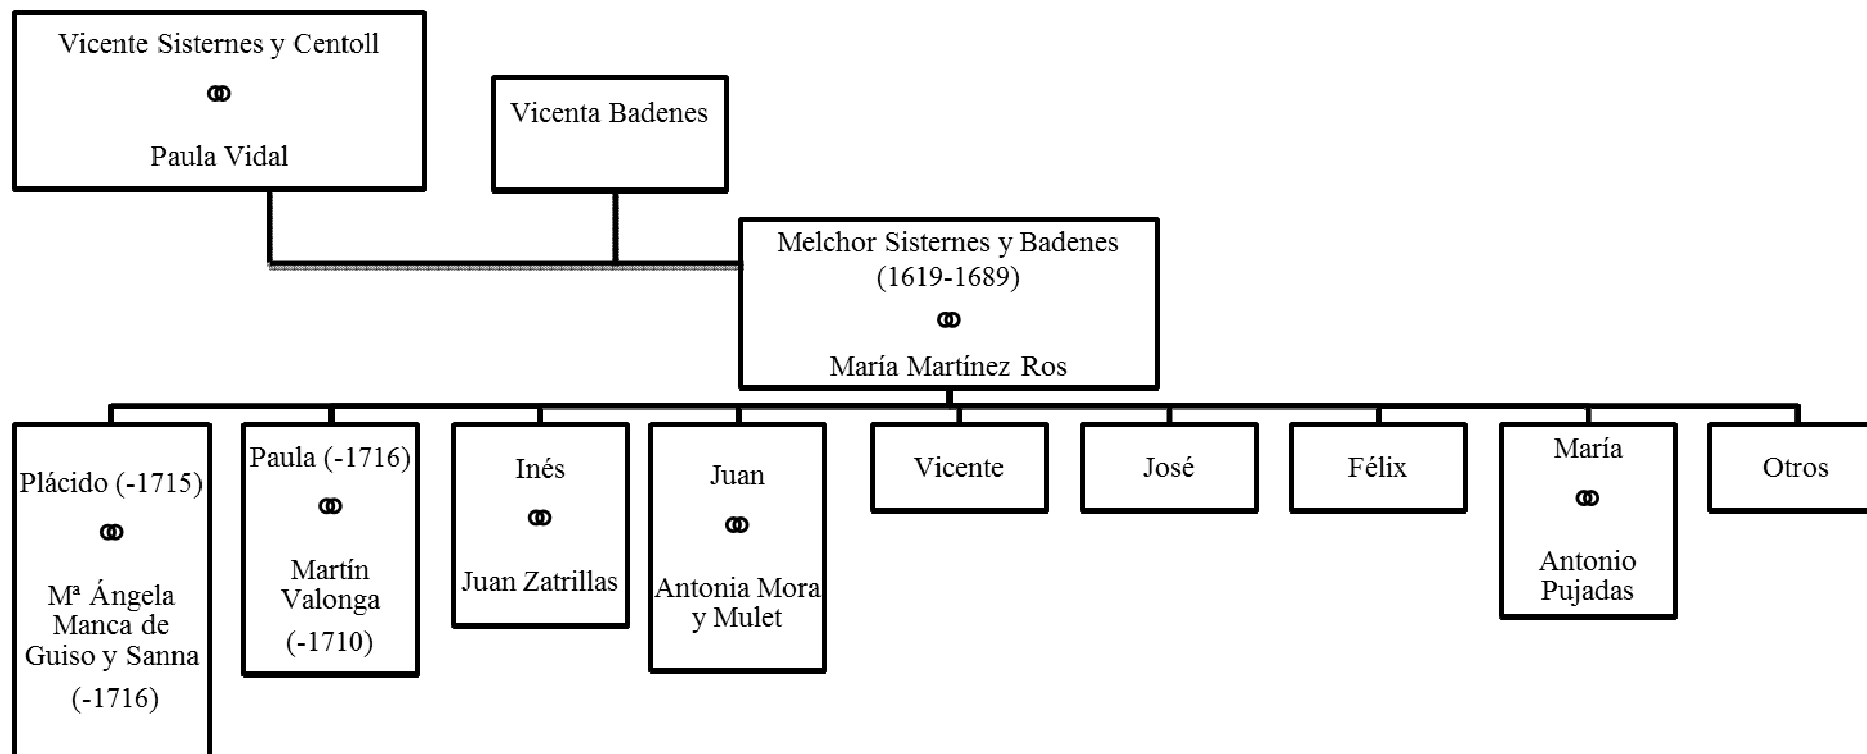 Vicente Sisternes y Centoll
Paula Vidal
Vicenta Badenes
Melchor Sisternes y Badenes
(1619-1689)
María Martínez Ros
Plácido (-1715)
Mª Ángela
Manca de
Guiso y Sanna
(-1716)
Paula (-1716)
Martín
Valonga
(-1710)
Inés
Juan Zatrillas
Juan
Antonia Mora
y Mulet
Vicente
José
Félix
María
Antonio
Pujadas
Otros